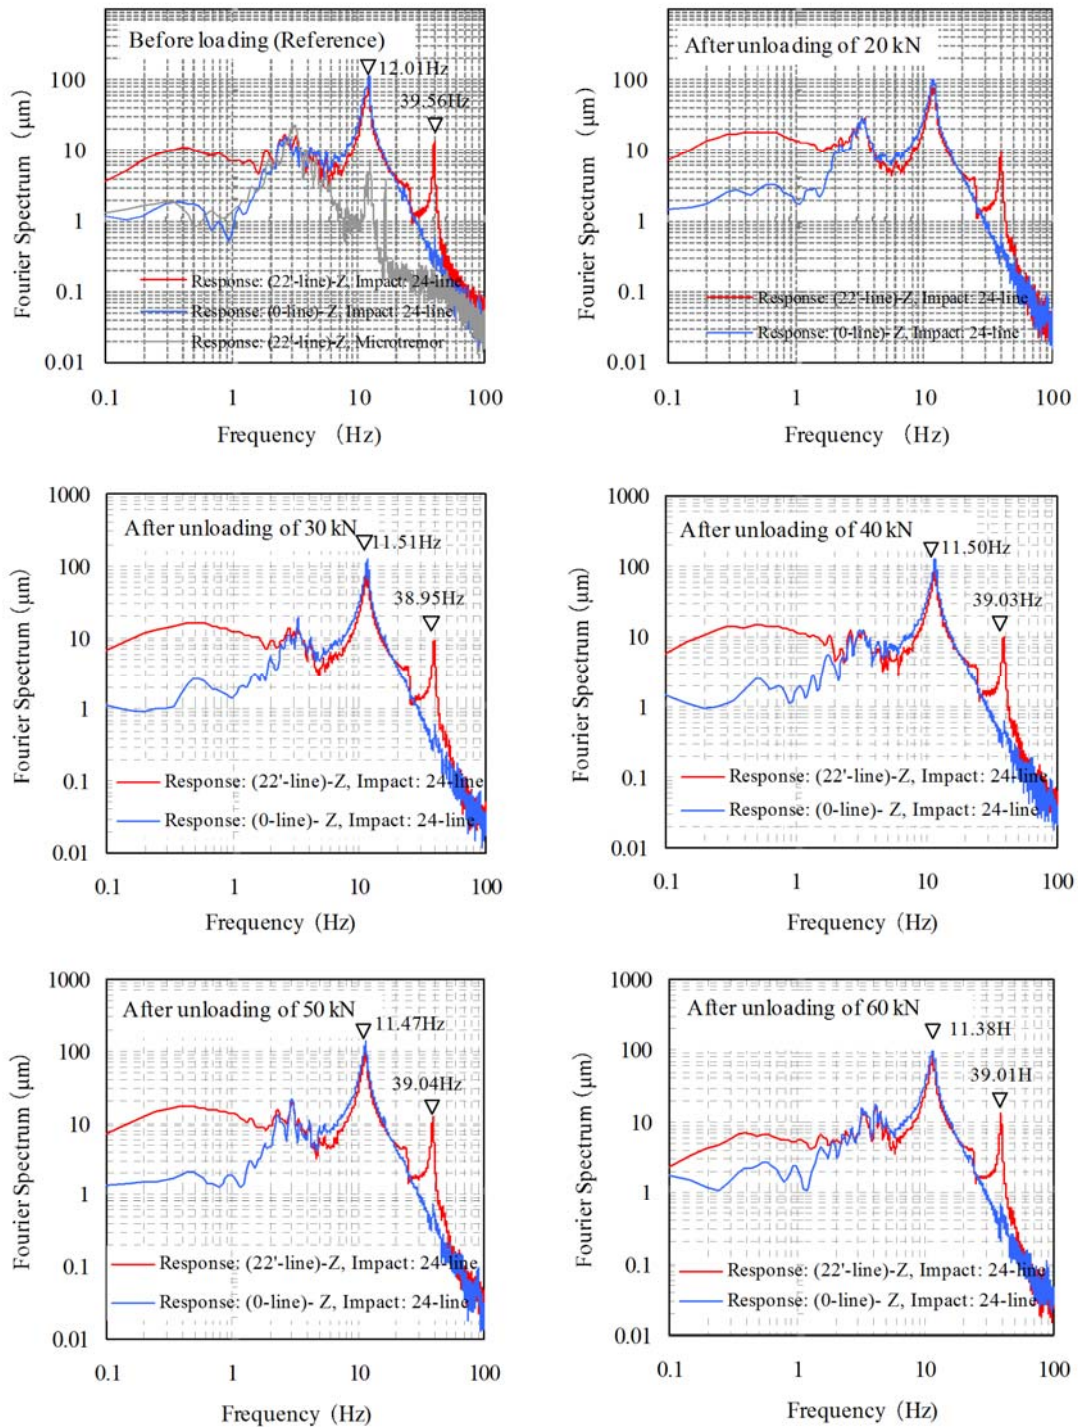 Before loading (Reference)
12.01Hz
39.56Hz
100
10
1
0.1
0.01
Fourier Spectrum (μm)
Response: (22'-line)-Z, Impact: 24-line
Response: (0-line)- Z, Impact: 24-line
Response: (22'-line)-Z, Microtremor
0.1
1
10
100
Frequency (Hz)
After unloading of 20 kN
100
10
1
0.1
0.01
Fourier Spectrum (μm)
Response: (22'-line)-Z, Impact: 24-line
Response: (0-line)- Z, Impact: 24-line
0.1
1
10
100
Frequency (Hz)
After unloading of 30 kN
11.51Hz
38.95Hz
1000
100
10
1
0.1
0.01
Fourier Spectrum (μm)
Response: (22'-line)-Z, Impact: 24-line
Response: (0-line)- Z, Impact: 24-line
0.1
1
10
100
Frequency (Hz)
After unloading of 40 kN
11.50Hz
39.03Hz
1000
100
10
1
0.1
0.01
Fourier Spectrum (μm)
Response: (22'-line)-Z, Impact: 24-line
Response: (0-line)- Z, Impact: 24-line
0.1
1
10
100
Frequency (Hz)
After unloading of 50 kN
11.47Hz
39.04Hz
1000
100
10
1
0.1
0.01
Fourier Spectrum (μm)
Response: (22'-line)-Z, Impact: 24-line
Response: (0-line)- Z, Impact: 24-line
0.1
1
10
100
Frequency (Hz)
After unloading of 60 kN
11.38H
39.01H
1000
100
10
1
0.1
0.01
Fourier Spectrum (μm)
Response: (22'-line)-Z, Impact: 24-line
Response: (0-line)- Z, Impact: 24-line
0.1
1
10
100
Frequency (Hz)